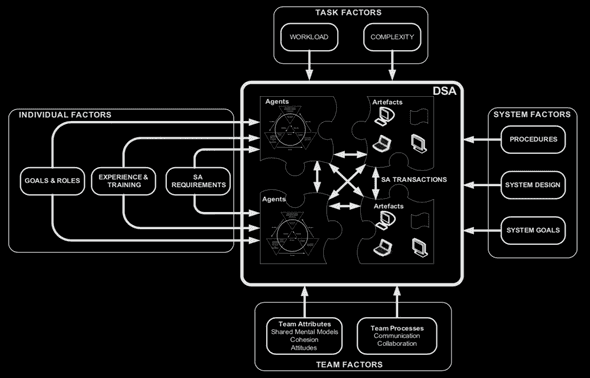 TASK FACTORS
WORKLOAD
COMPLEXITY
DSA
Agents
Artefacts
INDIVIDUAL FACTORS
GOALS & ROLES
EXPERIENCE &
TRAINING
SA
REQUIREMENTS
SA TRANSACTIONS
Agents
Artefacts
SYSTEM FACTORS
PROCEDURES
SYSTEM DESIGN
SYSTEM GOALS
Team Attributes
Shared Mental Models
Cohesion
Attitudes
Team Processes
Communication
Collaboration
TEAM FACTORS